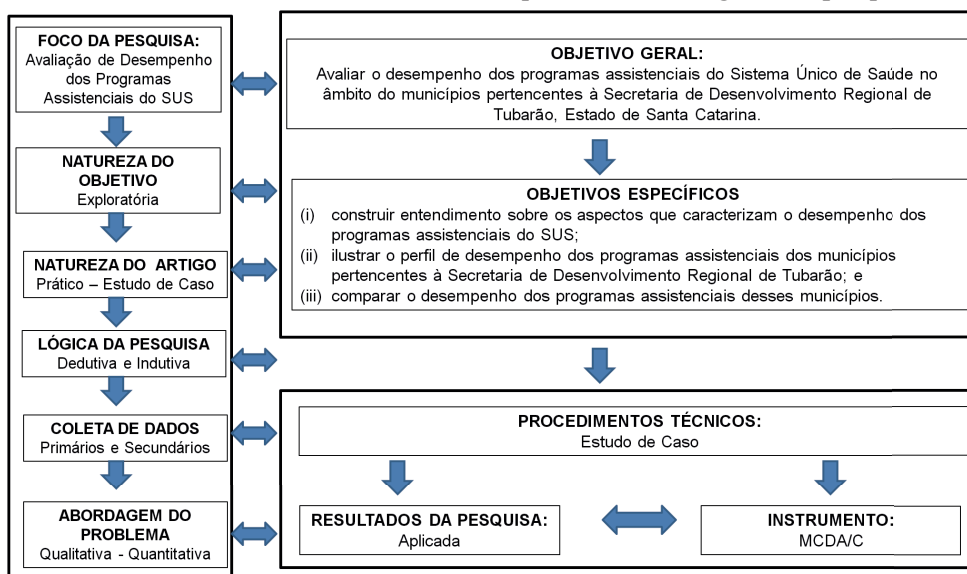 FOCO DA PESQUISA:
Avaliação de Desempenho
dos Programas
Assistenciais do SUS
NATUREZA DO
OBJETIVO
Exploratória
NATUREZA DO ARTIGO
Prático – Estudo de Caso
LÓGICA DA PESQUISA
Dedutiva e Indutiva
COLETA DE DADOS
Primários e Secundários
ABORDAGEM DO
PROBLEMA
Qualitativa - Quantitativa
OBJETIVO GERAL:
Avaliar o desempenho dos programas assistenciais do Sistema Único de Saúde no
âmbito do municípios pertencentes à Secretaria de Desenvolvimento Regional de
Tubarão, Estado de Santa Catarina.
OBJETIVOS ESPECÍFICOS
(i) construir entendimento sobre os aspectos que caracterizam o desempenho dos
programas assistenciais do SUS;
(ii) ilustrar o perfil de desempenho dos programas assistenciais dos municípios
pertencentes à Secretaria de Desenvolvimento Regional de Tubarão; e
(iii) comparar o desempenho dos programas assistenciais desses municípios.
PROCEDIMENTOS TÉCNICOS:
Estudo de Caso
RESULTADOS DA PESQUISA:
Aplicada
INSTRUMENTO:
MCDA/C